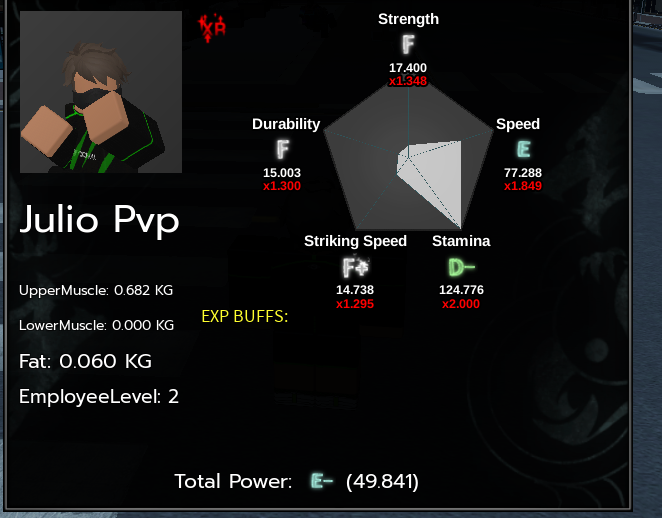 Strength
F
17.400
x1.348
Durability
F
15.003
x1.300
Speed
E
77.288
x1.849
Julio Pvp
Striking Speed
F+
14.738
x1.295
Stamina
D-
124.776
x2.000
UpperMuscle: 0.682 KG
LowerMuscle: 0.000 KG
EXP BUFFS:
Fat: 0.060 KG
EmployeeLevel: 2
Total Power: E- (49.841)